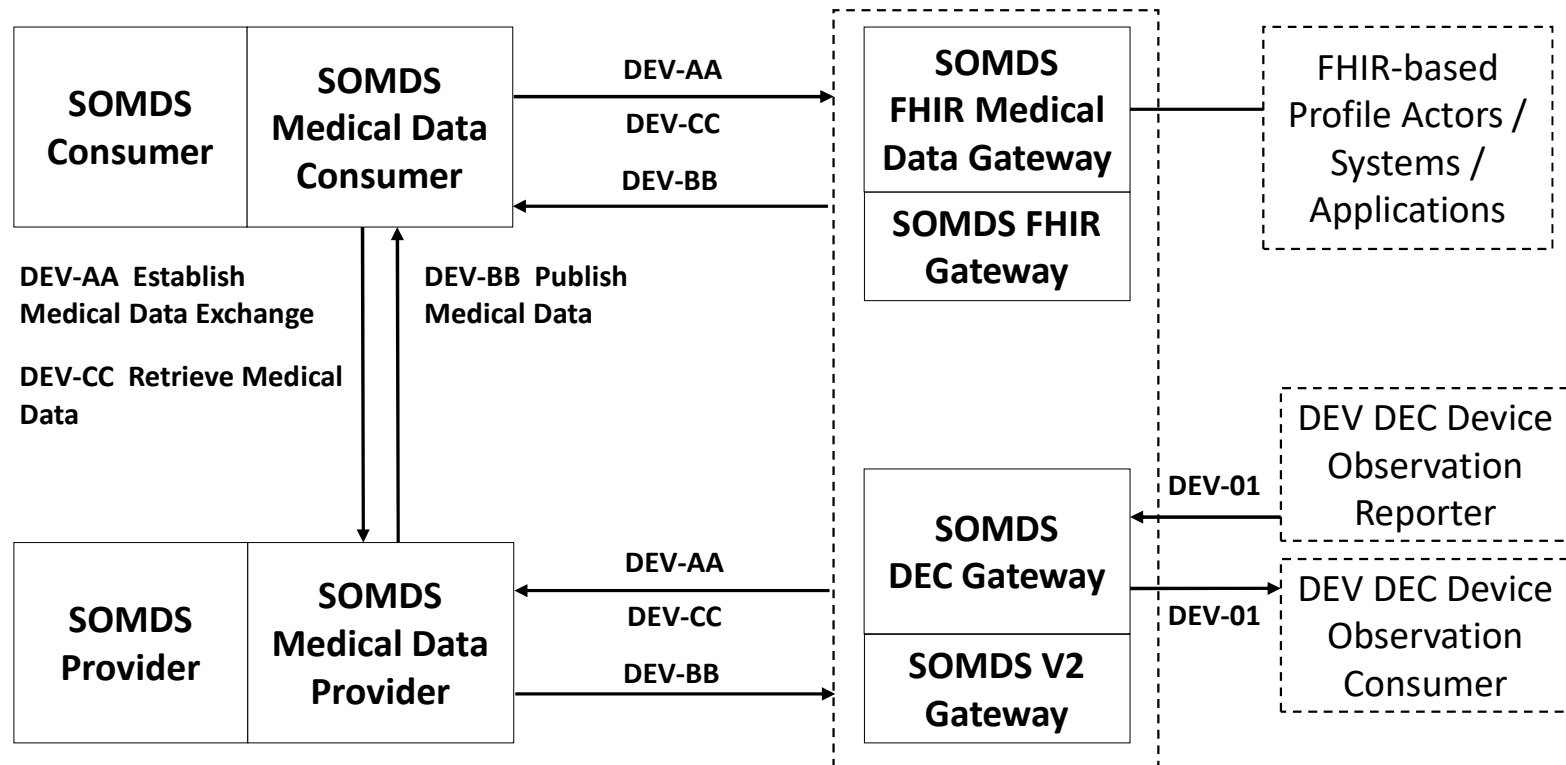 SOMDS
Consumer
SOMDS
Medical Data
Consumer
DEV-AA
DEV-CC
DEV-BB
SOMDS
FHIR Medical
Data Gateway
SOMDS FHIR
Gateway
FHIR-based
Profile Actors /
Systems /
Applications
DEV-AA Establish
Medical Data Exchange
DEV-CC Retrieve Medical
Data
DEV-BB Publish
Medical Data
SOMDS
Provider
SOMDS
Medical Data
Provider
DEV-AA
DEV-CC
DEV-BB
SOMDS
DEC Gateway
SOMDS V2
Gateway
DEV-01
DEV-01
DEV DEC Device
Observation
Reporter
DEV DEC Device
Observation
Consumer